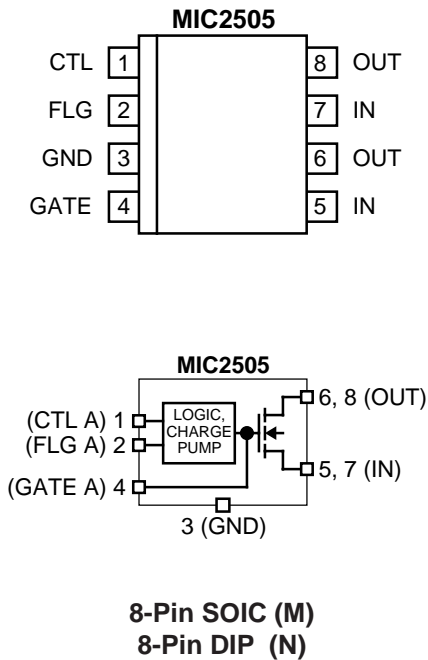 MIC2505
CTL 1 8 OUT
FLG 2 7 IN
GND 3 6 OUT
GATE 4 5 IN
MIC2505
(CTL A) 1
(FLG A) 2
(GATE A) 4
LOGIC,
CHARGE
PUMP
6, 8 (OUT)
5, 7 (IN)
3 (GND)
8-Pin SOIC (M)
8-Pin DIP (N)